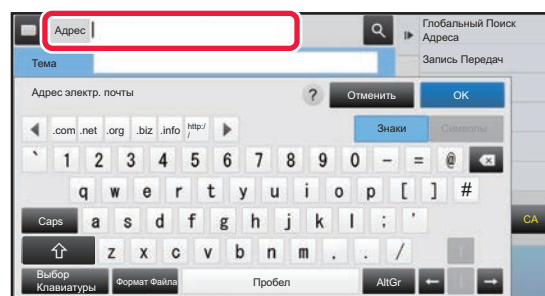 Адрес
Глобальный Поиск
Адреса
Тема
Запись Передач
Адрес электр. почты
?
Отменить
OK
.com .net .org .biz .info http:/
/
Знаки
Символы
` 1 2 3 4 5 6 7 8 9 0 - = @
q w e r t y u i o p [ ] #
Caps a s d f g h j k l ; '
CA
z x c v b n m . . /
Выбор
Клавиатуры
Формат Файла
Пробел
AltGr